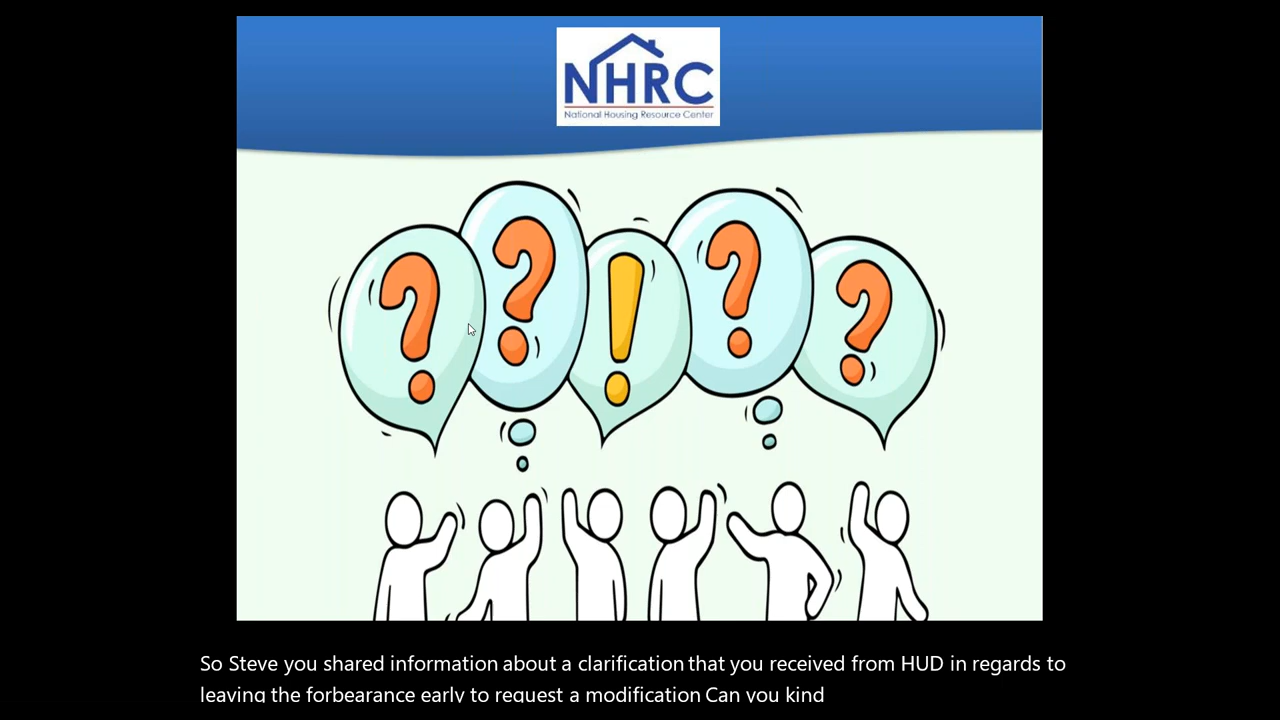 NHRC
National Housing Resource Center
? ? ! ? ?
So Steve you shared information about a clarification that you received from HUD in regards to
leaving the forbearance early to request a modification Can you kind